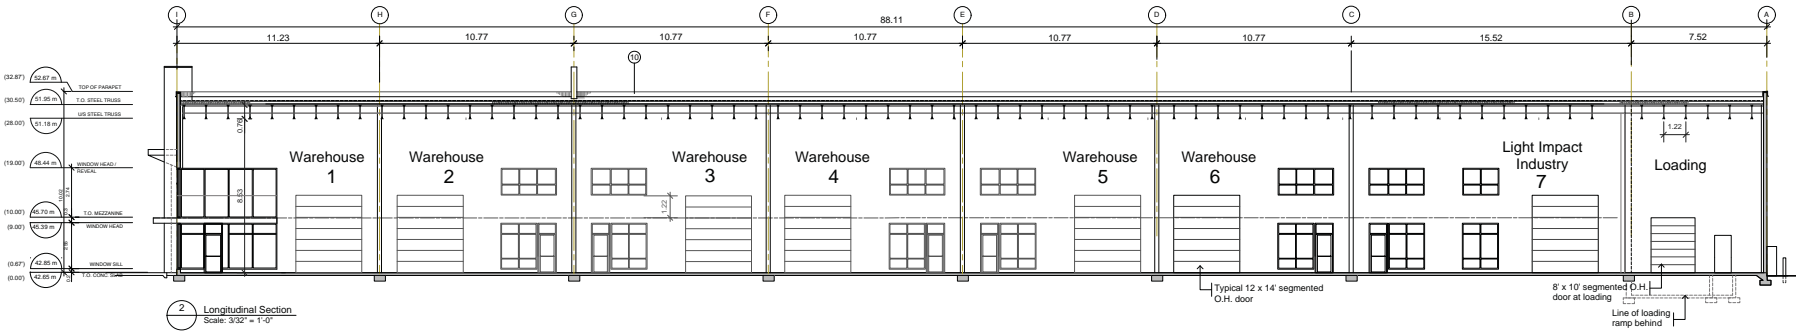 I H G F E D C B A
88.11
11.23 10.77 10.77 10.77 10.77 10.77 15.52 7.52
10
(32.87') 52.67 m TOP OF PARAPET
(30.50') 51.95 m T.O. STEEL TRUSS
(28.00') 51.18 m U/S STEEL TRUSS
(19.00') 48.44 m WINDOW HEAD /
REVEAL
(10.00') 45.70 m T.O. MEZZANINE
(9.00') 45.39 m WINDOW HEAD
(0.67') 42.85 m WINDOW SILL
(0.00') 42.65 m T.O. CONC. SLAB
10.02
2.74
0.76
8.53
1.22
1.22
Warehouse
1
Warehouse
2
Warehouse
3
Warehouse
4
Warehouse
5
Warehouse
6
Light Impact
Industry
7
Loading
Typical 12 x 14' segmented
O.H. door
8' x 10' segmented O.H.
door at loading
Line of loading
ramp behind
2 Longitudinal Section
Scale: 3/32" = 1'-0"